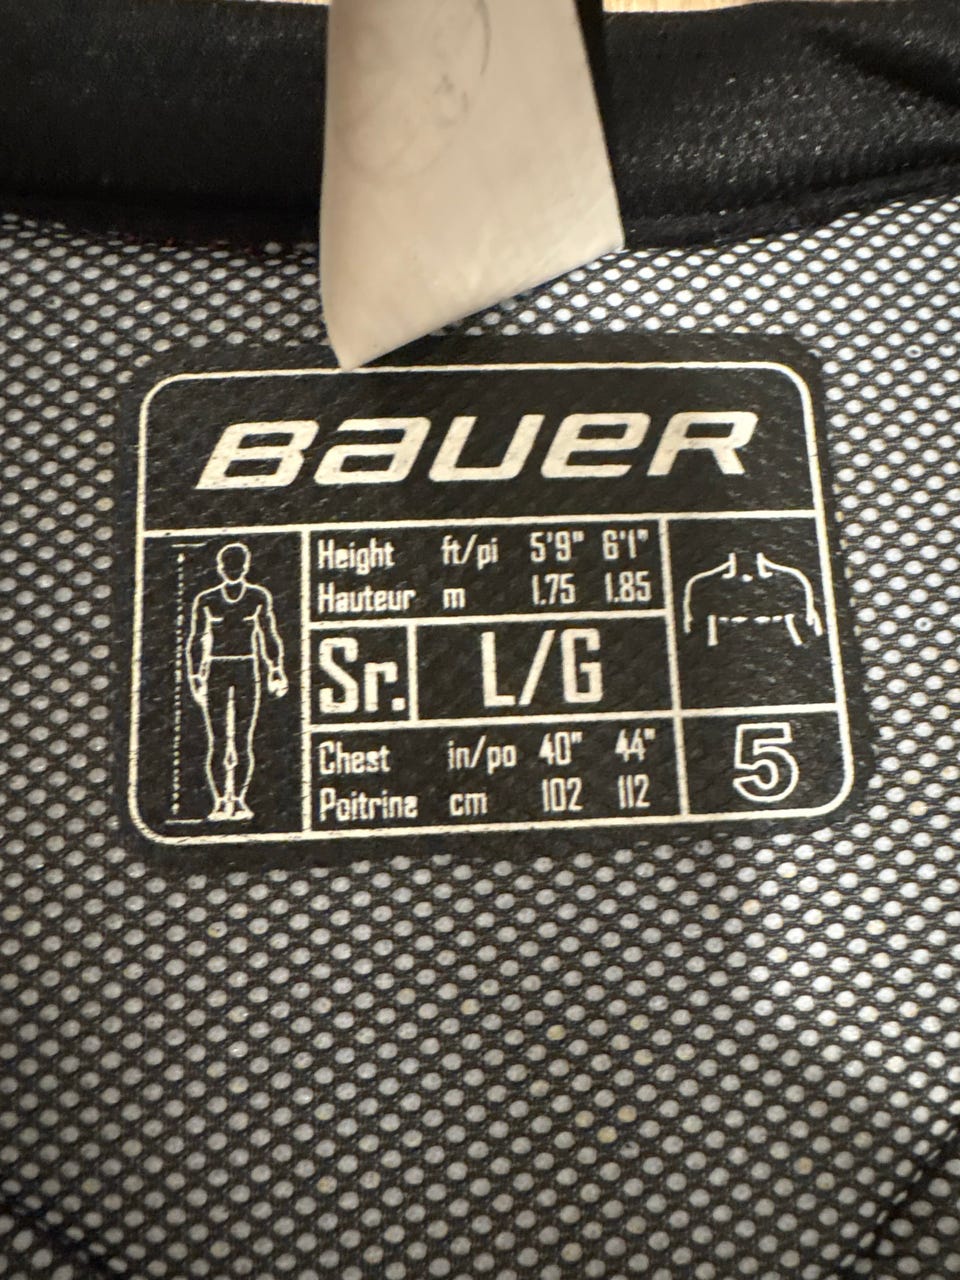 BAUER
Height ft/pi 5'9" 6'1"
Hauteur m 1.75 1.85
Sr. L/G
Chest in/po 40" 44"
Poitrine cm 102 112
5